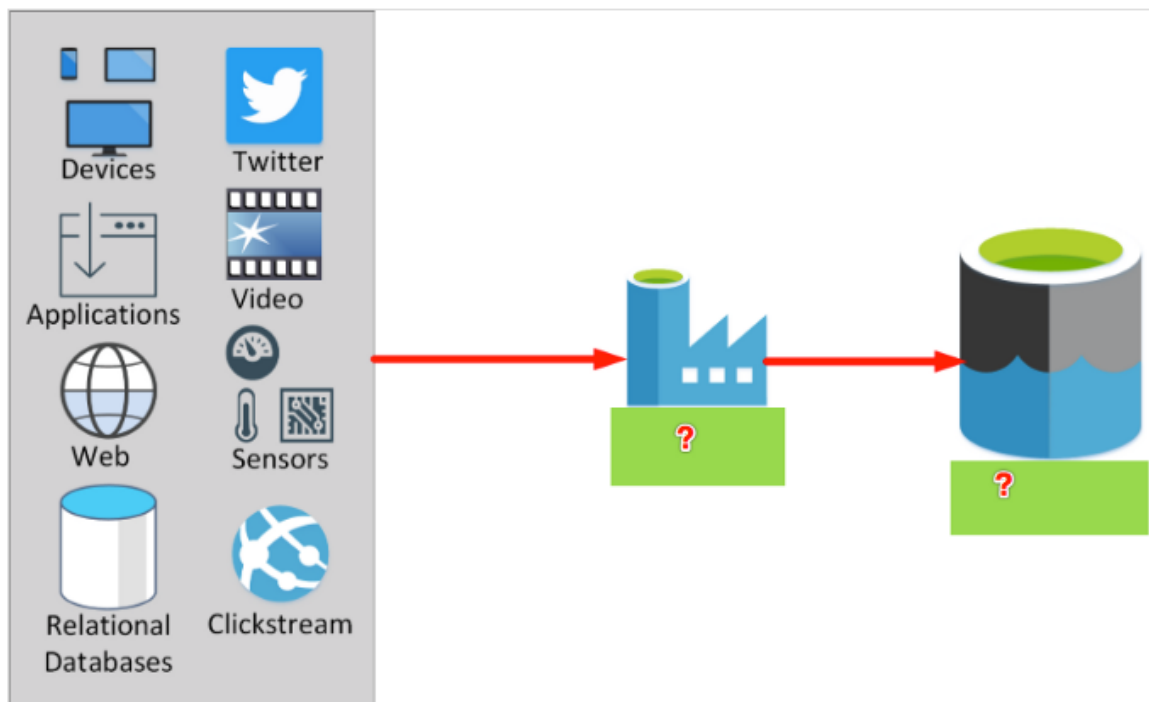 Devices
Twitter
Applications
Video
Web
Sensors
Relational
Databases
Clickstream
?
?